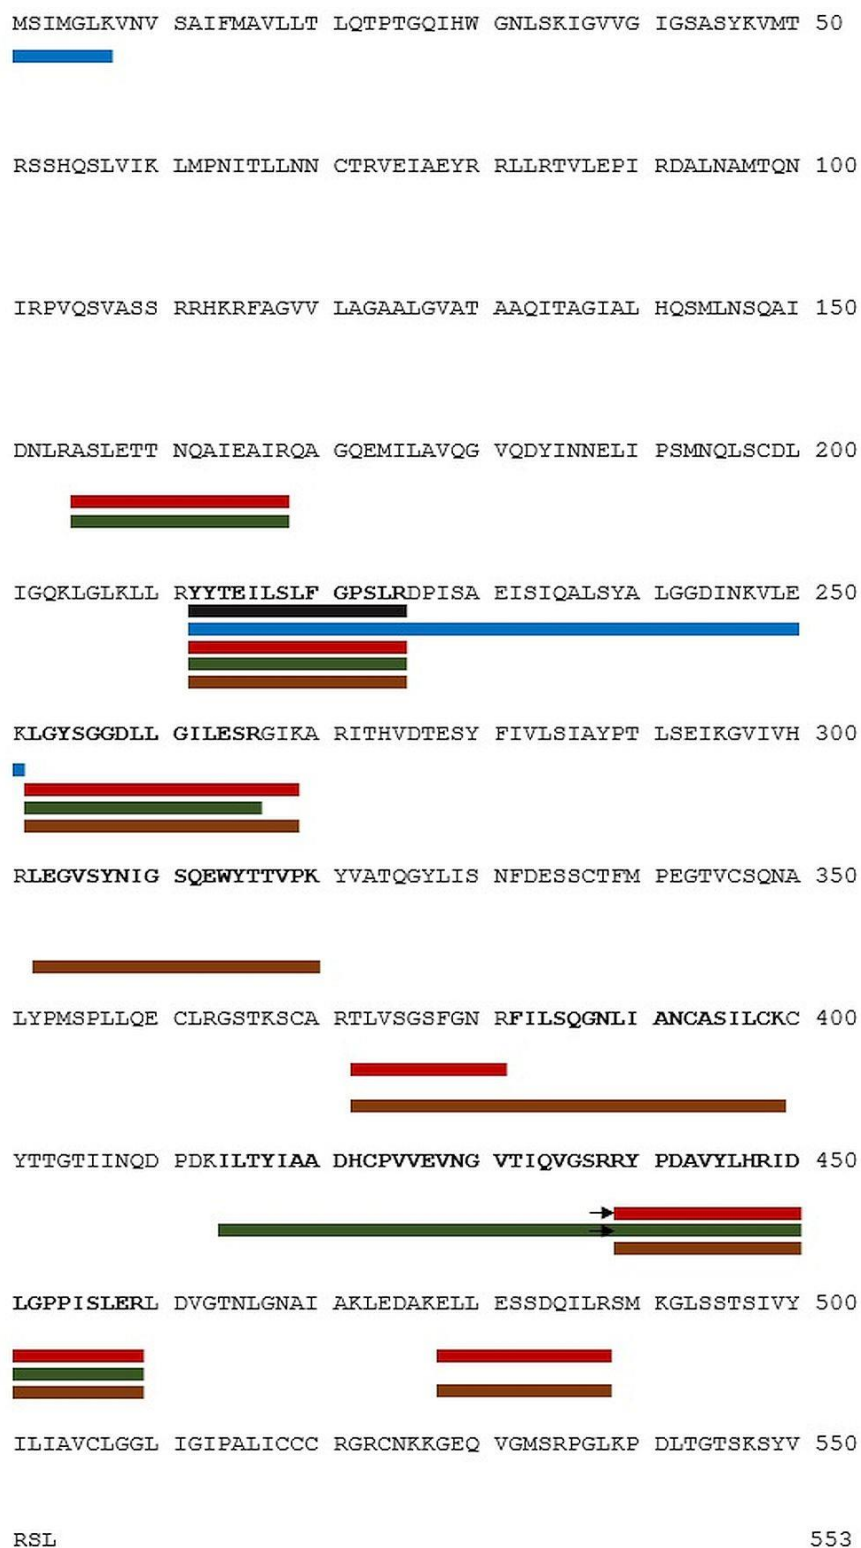 MSIMGLKVNV SAIFMAVLLT LQTPTGQIHW GNLSKIGVVG IGSASYKVMT 50
RSSHQSLVIK LMPNITLLNN CTRVEIAEYR RLLRTVLEPI RDALNAMTQN 100
IRPVQSVASS RRHKRFAGVV LAGAALGVAT AAQITAGIAL HQSMLNSQAI 150
DNLRASLETT NQAIEAIRQA GQEMILAVQG VQDYINNELI PSMNQLSCDL 200
IGQKLGLKLL RYYTEILSLF GPSLRDPISA EISIQALSYA LGGDINKVLE 250
KLGYSGGDLL GILESRGIKA RITHVDTESY FIVLSIAYPT LSEIKGVIVH 300
RLEGVSYNIG SQEWYTTVPK YVATQGYLIS NFDESSCTFM PEGTVCSQNA 350
LYPMSPLLQE CLRGSTKSCA RTLVSGSFGN RFILSQGNLI ANCASILCKC 400
YTTGTIINQD PDKILTYIAA DHCPVVEVNG VTIQVGSRRY PDAVYLHRID 450
LGPPISLERL DVGTNLGNAI AKLEDAKELL ESSDQILRSM KGLSSTSIVY 500
ILIAVCLGGL IGIPALICCC RGRCNKKGEQ VGMSRPGLKP DLTGTSKSYV 550
RSL 553